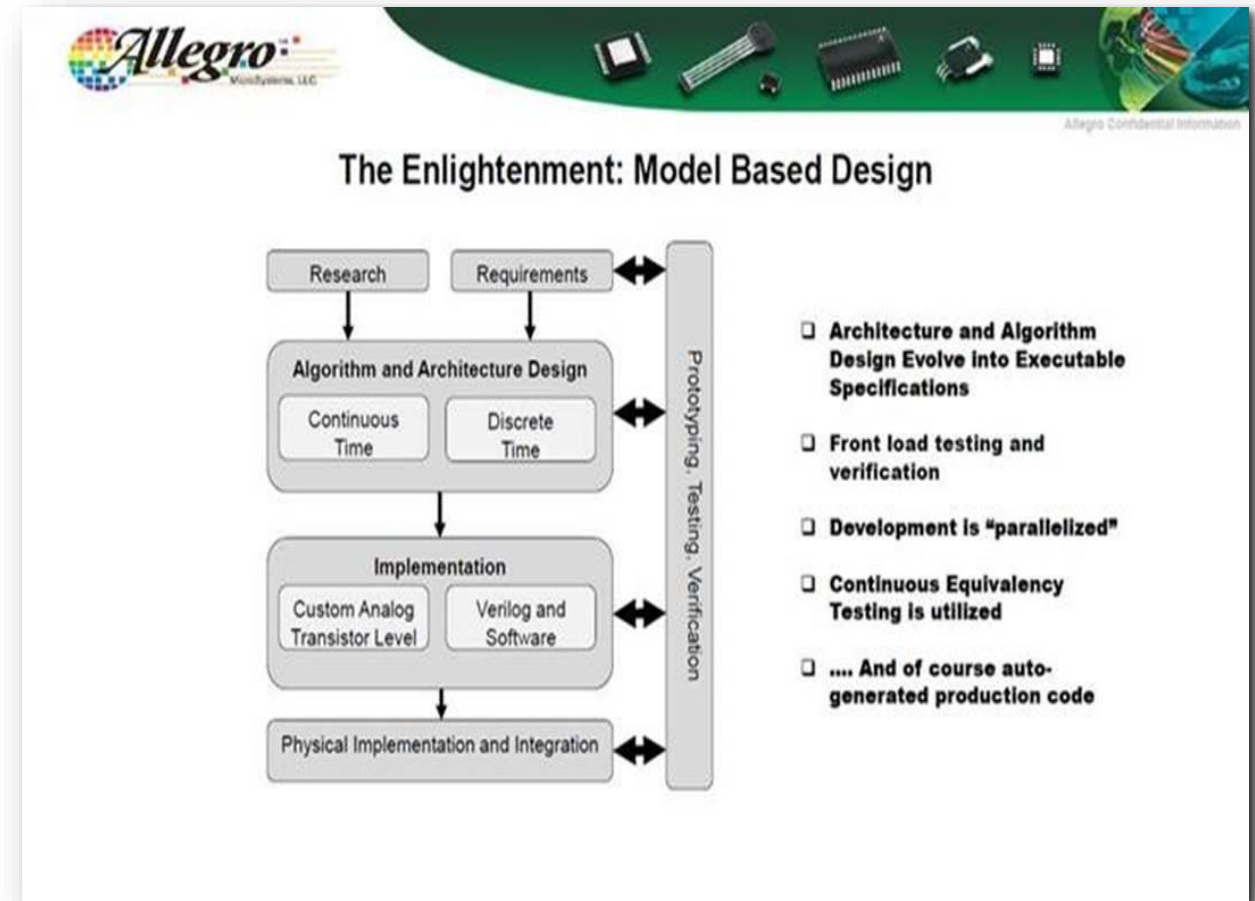 Allegro™
MicroSystems, LLC
Allegro Confidential Information
The Enlightenment: Model Based Design
Research
Requirements
Algorithm and Architecture Design
Continuous
Time
Discrete
Time
Implementation
Custom Analog
Transistor Level
Verilog and
Software
Physical Implementation and Integration
Prototyping, Testing, Verification
Architecture and Algorithm
Design Evolve into Executable
Specifications
Front load testing and
verification
Development is “parallelized”
Continuous Equivalency
Testing is utilized
.... And of course auto-
generated production code